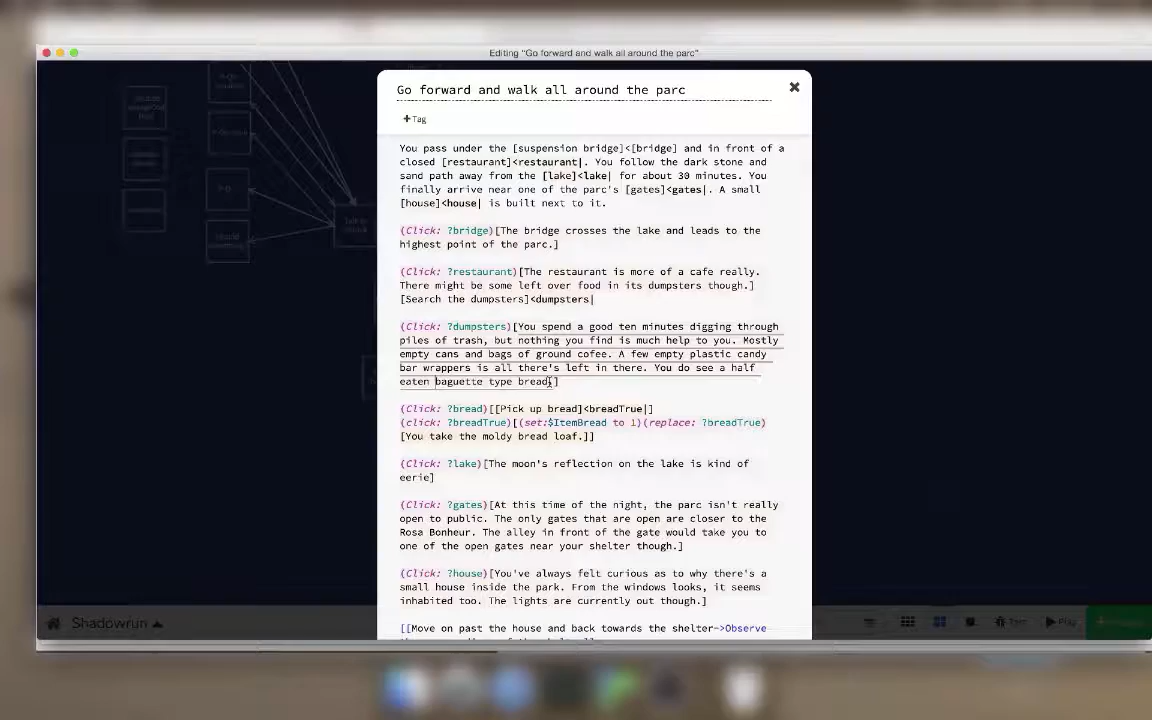 Editing "Go forward and walk all around the parc"
Go forward and walk all around the parc
✖
+Tag
You pass under the [suspension bridge]<[bridge] and in front of a
closed [restaurant]<restaurant|. You follow the dark stone and
sand path away from the [lake]<lake| for about 30 minutes. You
finally arrive near one of the parc's [gates]<gates|. A small
[house]<house| is built next to it.
(Click: ?bridge)[The bridge crosses the lake and leads to the
highest point of the parc.]
(Click: ?restaurant)[The restaurant is more of a cafe really.
There might be some left over food in its dumpsters though.]
[Search the dumpsters]<dumpsters|
(Click: ?dumpsters)[You spend a good ten minutes digging through
piles of trash, but nothing you find is much help to you. Mostly
empty cans and bags of ground cofee. A few empty plastic candy
bar wrappers is all there's left in there. You do see a half
eaten baguette type bread.]
(Click: ?bread)[[Pick up bread]<breadTrue|]
(click: ?breadTrue)[(set:$ItemBread to 1)(replace: ?breadTrue)
[You take the moldy bread loaf.]]
(Click: ?lake)[The moon's reflection on the lake is kind of
eerie]
(Click: ?gates)[At this time of the night, the parc isn't really
open to public. The only gates that are open are closer to the
Rosa Bonheur. The alley in front of the gate would take you to
one of the open gates near your shelter though.]
(Click: ?house)[You've always felt curious as to why there's a
small house inside the park. From the windows looks, it seems
inhabited too. The lights are currently out though.]
[[Move on past the house and back towards the shelter->Observe
Shadowrun
Test
Play